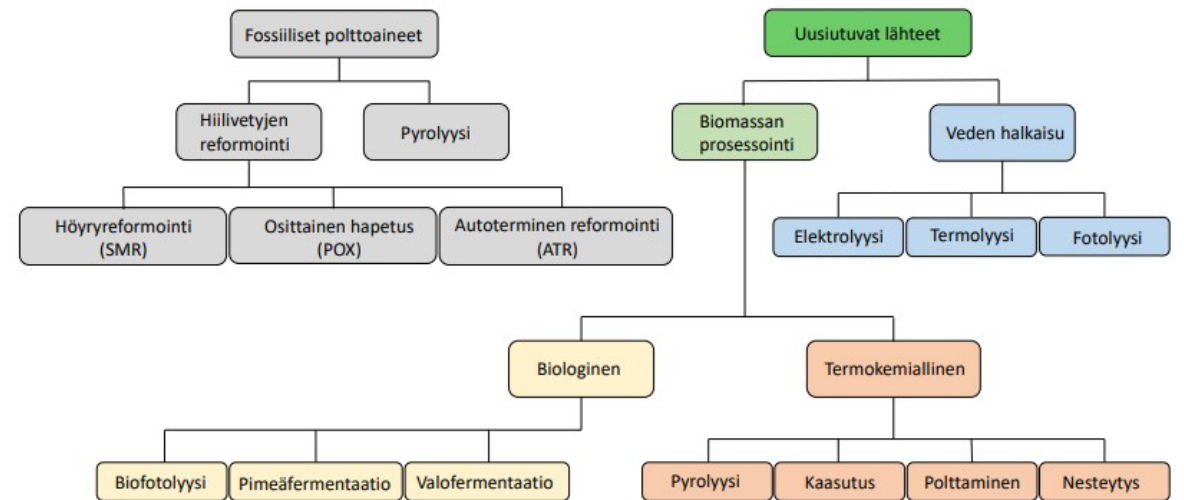 Fossiiliset polttoaineet
Uusiutuvat lähteet
Hiilivetyjen
reformointi
Pyrolyysi
Biomassan
prosessointi
Veden halkaisu
Höyryreformointi
(SMR)
Osittainen hapetus
(POX)
Autoterminen reformointi
(ATR)
Elektrolyysi
Termolyysi
Fotolyysi
Biologinen
Termokemiallinen
Biofotolyysi
Pimeäfermentaatio
Valofermentaatio
Pyrolyysi
Kaasutus
Polttaminen
Nesteytys